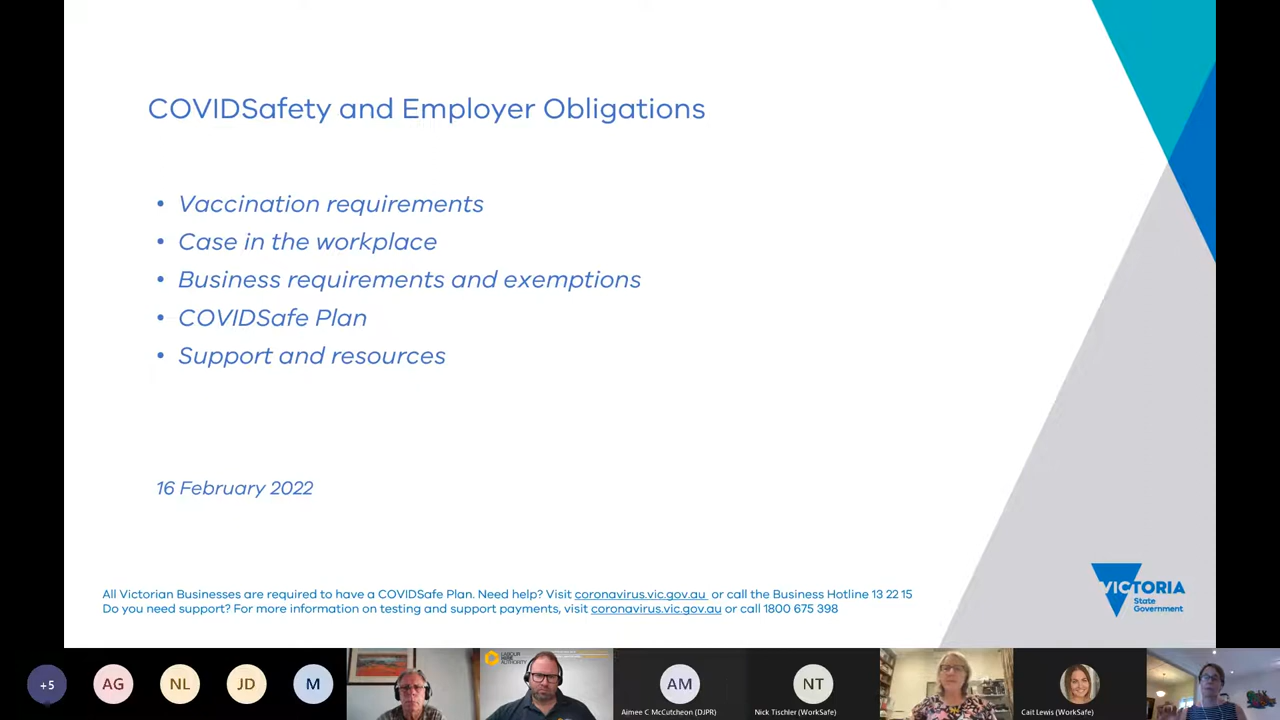 COVIDSafety and Employer Obligations
• Vaccination requirements
• Case in the workplace
• Business requirements and exemptions
• COVIDSafe Plan
• Support and resources
16 February 2022
All Victorian Businesses are required to have a COVIDSafe Plan. Need help? Visit coronavirus.vic.gov.au or call the Business Hotline 13 22 15
Do you need support? For more information on testing and support payments, visit coronavirus.vic.gov.au or call 1800 675 398
VICTORIA
State
Government
+5
AG
NL
JD
M
LABOUR
HIRE
AUTHORITY
AM
Aimee C McCutcheon (DJPR)
NT
Nick Tischler (WorkSafe)
Cait Lewis (WorkSafe)